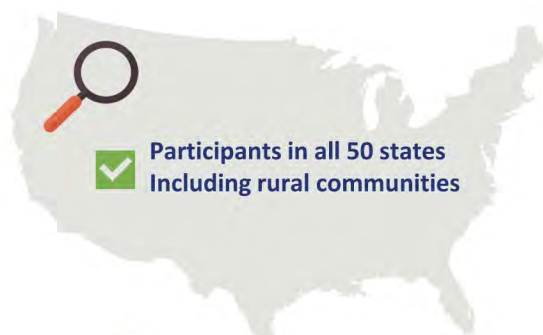 Participants in all 50 states
Including rural communities